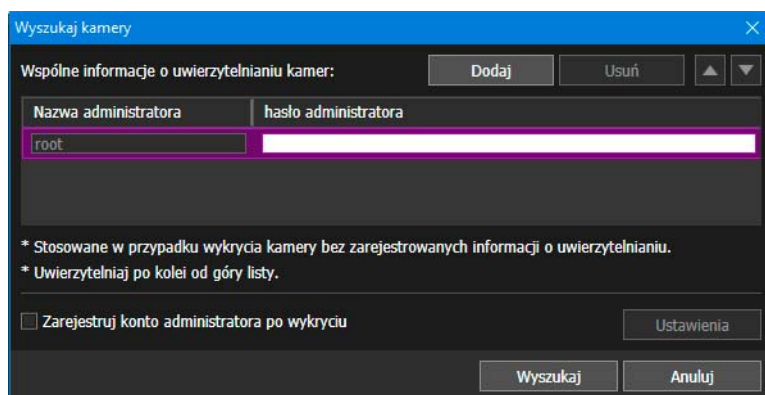 Wyszukaj kamery
Wspólne informacje o uwierzytelnianiu kamer: Dodaj Usuń
Nazwa administratora hasło administratora
root
* Stosowane w przypadku wykrycia kamery bez zarejestrowanych informacji o uwierzytelnianiu.
* Uwierzytelniaj po kolei od góry listy.
Zarejestruj konto administratora po wykryciu Ustawienia
Wyszukaj Anuluj